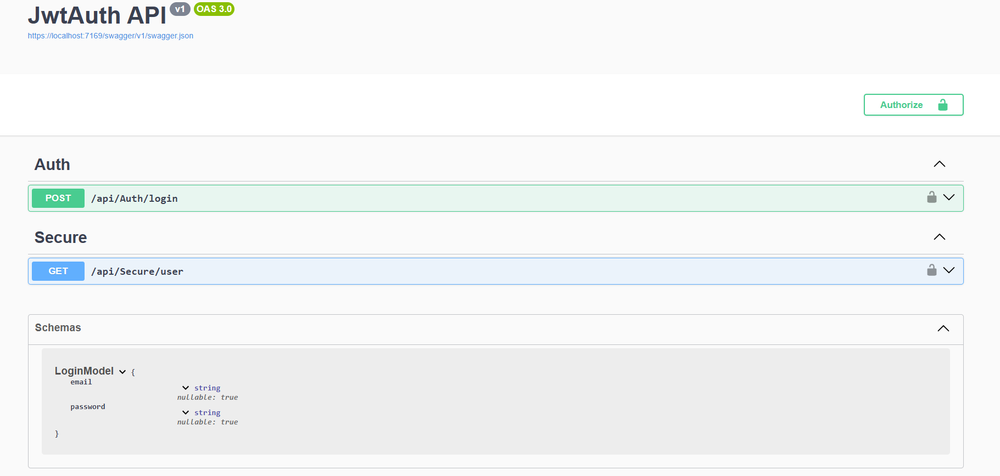 JwtAuth API v1 OAS 3.0
https://localhost:7169/swagger/v1/swagger.json
Authorize
Auth
POST /api/Auth/login
Secure
GET /api/Secure/user
Schemas
LoginModel {
email
string
nullable: true
password
string
nullable: true
}